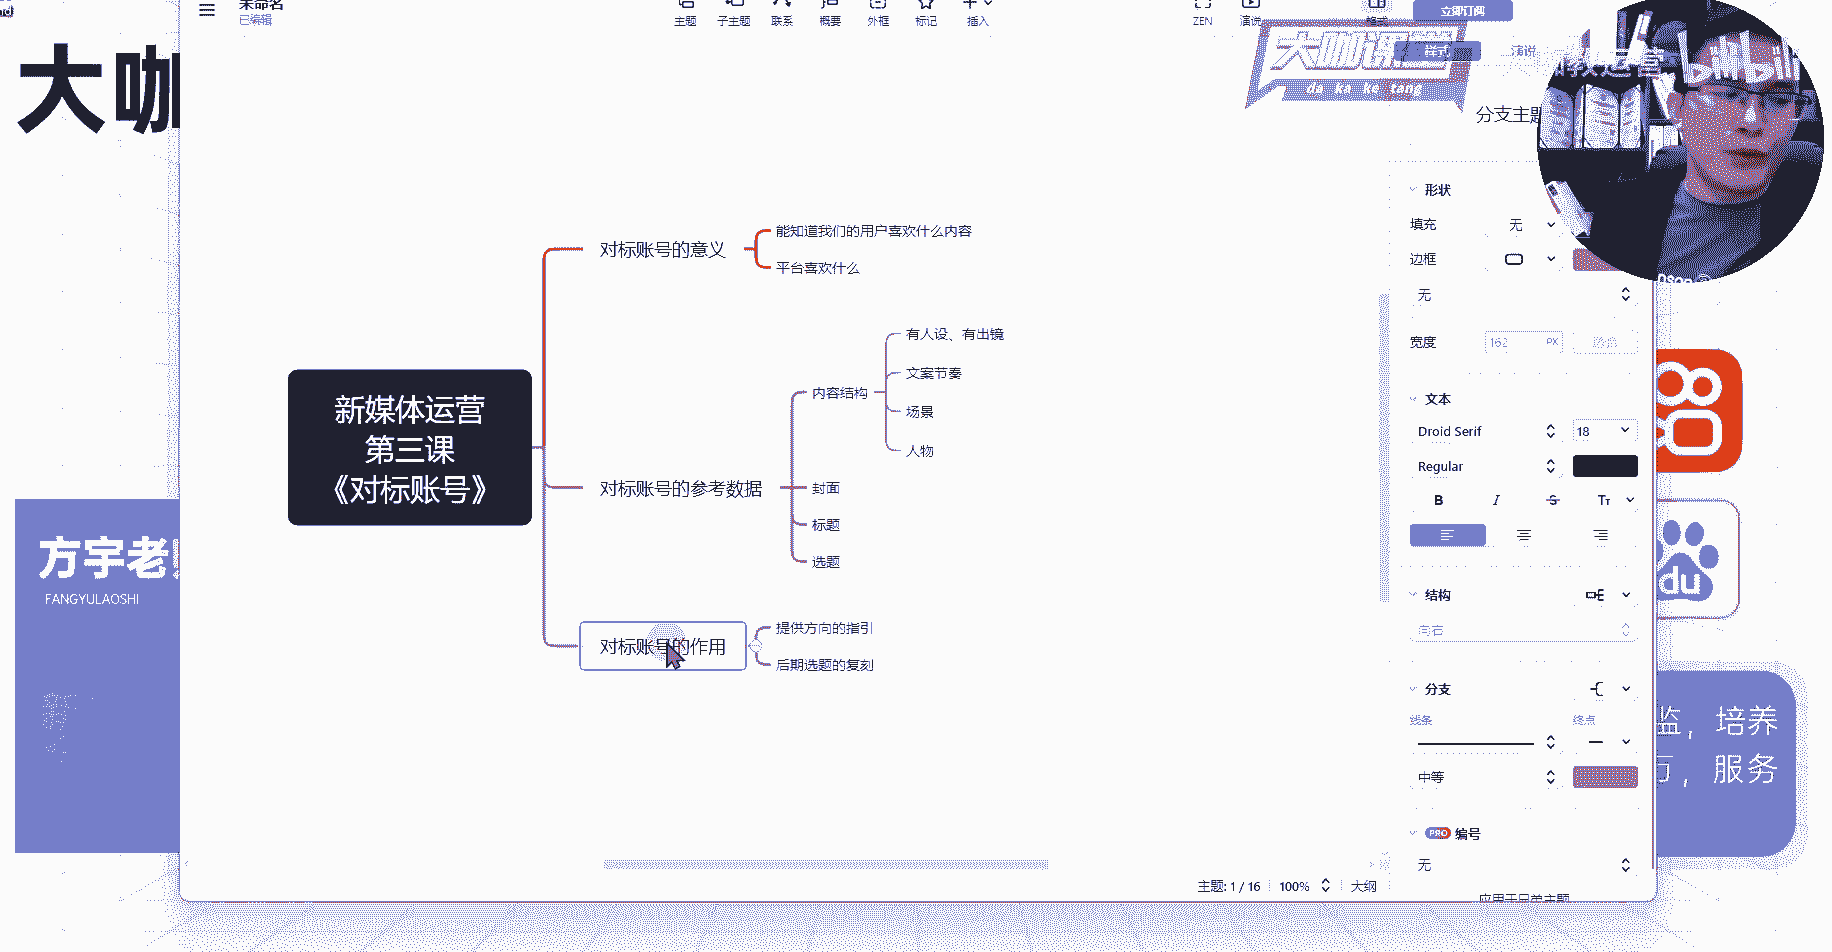 未命名
已编辑
主题
子主题
联系
概要
外框
标记
插入
ZEN
演说
格式
立即订阅
大咖
大咖课堂
da ka ke tang
样式
演说
bilibili
分支主题
形状
填充
无
边框
无
宽度
162
PX
文本
Droid Serif
18
Regular
B
I
S
Tт
结构
向右
分支
线条
终点
中等
PRO
编号
无
新媒体运营
第三课
《对标账号》
对标账号的意义
能知道我们的用户喜欢什么内容
平台喜欢什么
对标账号的参考数据
内容结构
有人设、有出镜
文案节奏
场景
人物
封面
标题
选题
对标账号的作用
提供方向的指引
后期选题的复刻
方宇老
FANGYULAOSHI
du
监，培养
万，服务
主题: 1 / 16
100%
大纲